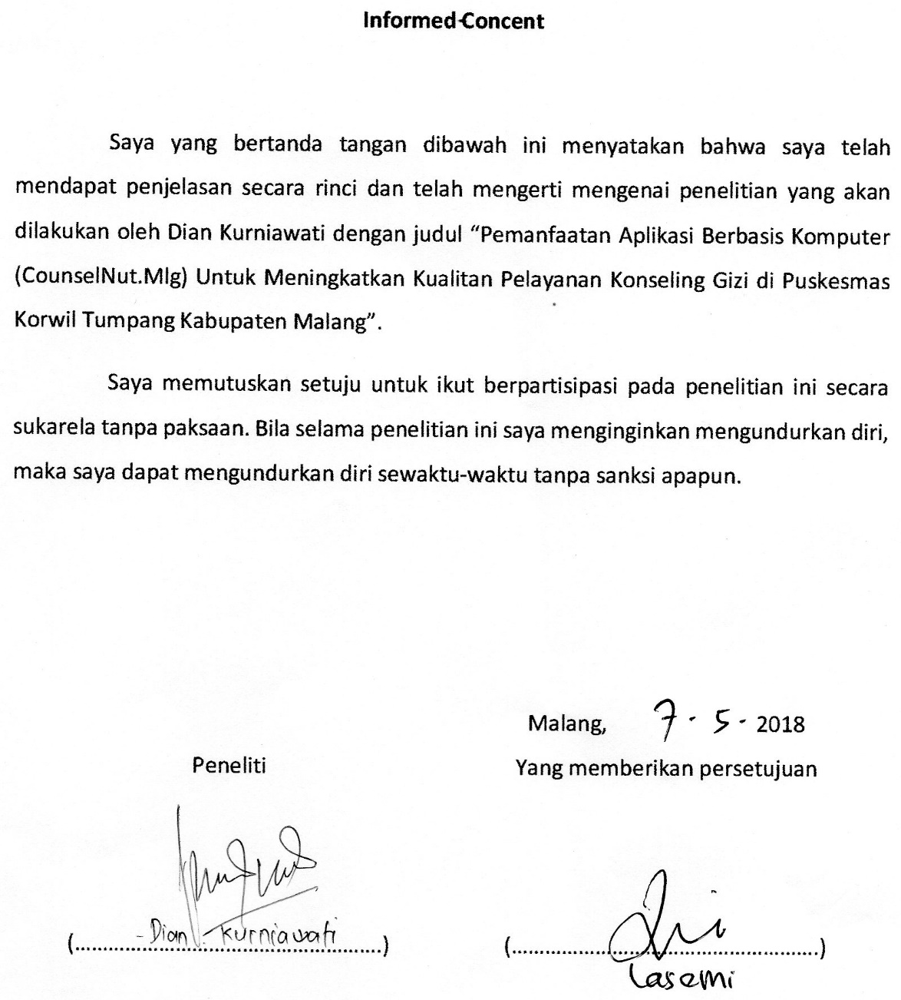 Informed Concent
Saya yang bertanda tangan dibawah ini menyatakan bahwa saya telah
mendapat penjelasan secara rinci dan telah mengerti mengenai penelitian yang akan
dilakukan oleh Dian Kurniawati dengan judul “Pemanfaatan Aplikasi Berbasis Komputer
(CounselNut.Mlg) Untuk Meningkatkan Kualitan Pelayanan Konseling Gizi di Puskesmas
Korwil Tumpang Kabupaten Malang”.
Saya memutuskan setuju untuk ikut berpartisipasi pada penelitian ini secara
sukarela tanpa paksaan. Bila selama penelitian ini saya menginginkan mengundurkan diri,
maka saya dapat mengundurkan diri sewaktu-waktu tanpa sanksi apapun.
Malang, 7 - 5 - 2018
Peneliti Yang memberikan persetujuan
(Dian Kurniawati)
(........................................................)
Lasemi